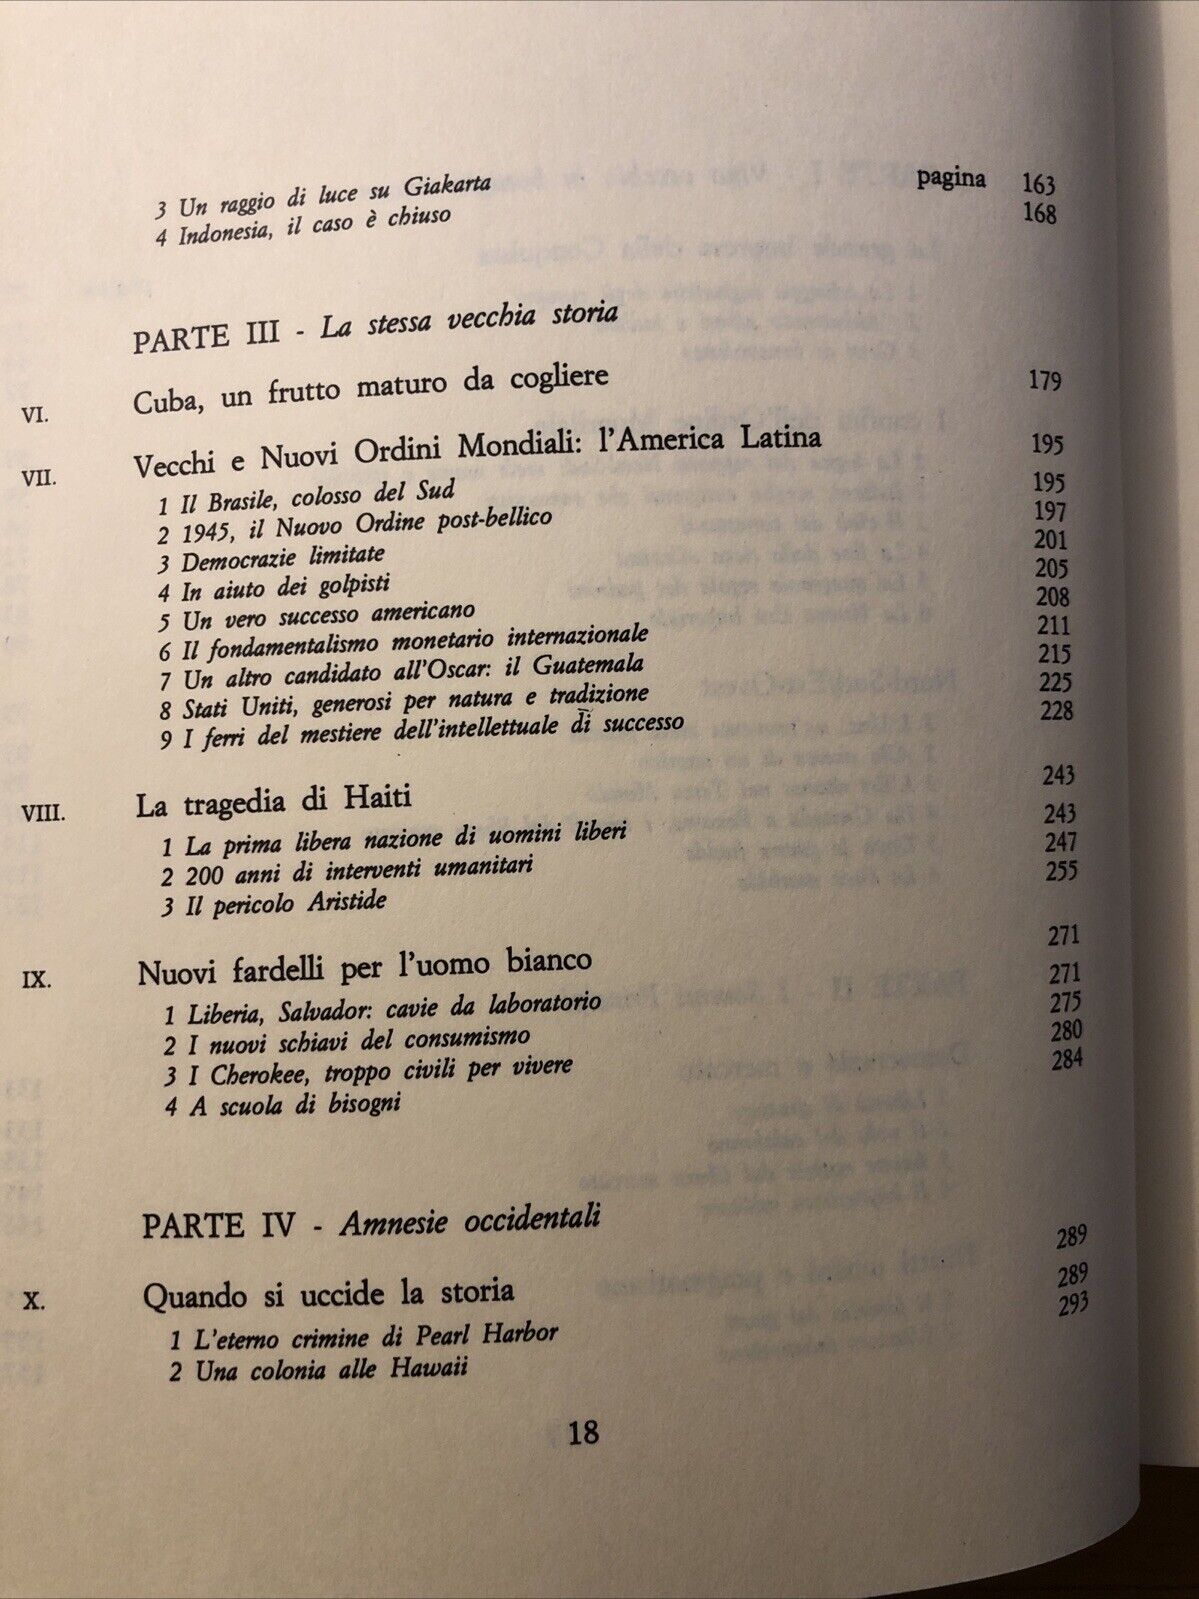 pagina
3 Un raggio di luce su Giakarta 163
4 Indonesia, il caso è chiuso 168
PARTE III - La stessa vecchia storia
VI. Cuba, un frutto maturo da cogliere 179
VII. Vecchi e Nuovi Ordini Mondiali: l'America Latina 195
1 Il Brasile, colosso del Sud 195
2 1945, il Nuovo Ordine post-bellico 197
3 Democrazie limitate 201
4 In aiuto dei golpisti 205
5 Un vero successo americano 208
6 Il fondamentalismo monetario internazionale 211
7 Un altro candidato all'Oscar: il Guatemala 215
8 Stati Uniti, generosi per natura e tradizione 225
9 I ferri del mestiere dell'intellettuale di successo 228
VIII. La tragedia di Haiti 243
1 La prima libera nazione di uomini liberi 243
2 200 anni di interventi umanitari 247
3 Il pericolo Aristide 255
IX. Nuovi fardelli per l'uomo bianco 271
1 Liberia, Salvador: cavie da laboratorio 271
2 I nuovi schiavi del consumismo 275
3 I Cherokee, troppo civili per vivere 280
4 A scuola di bisogni 284
PARTE IV - Amnesie occidentali
X. Quando si uccide la storia 289
1 L'eterno crimine di Pearl Harbor 289
2 Una colonia alle Hawaii 293
18